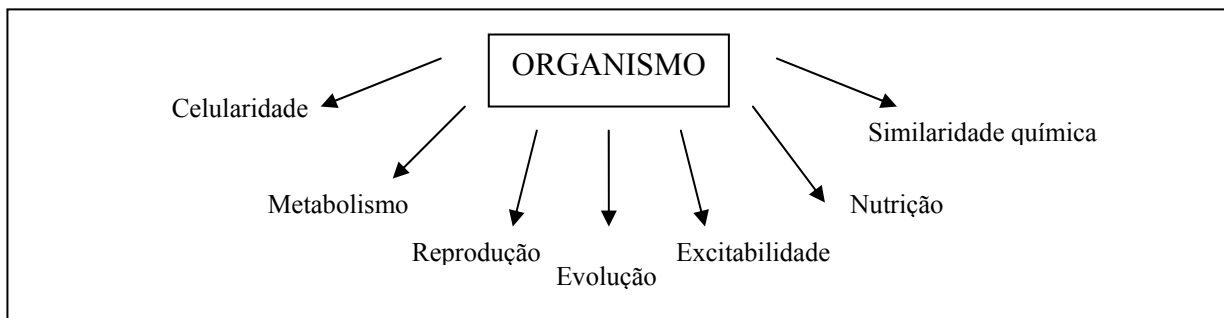 ORGANISMO
Celularidade
Similaridade química
Metabolismo
Nutrição
Reprodução
Excitabilidade
Evolução